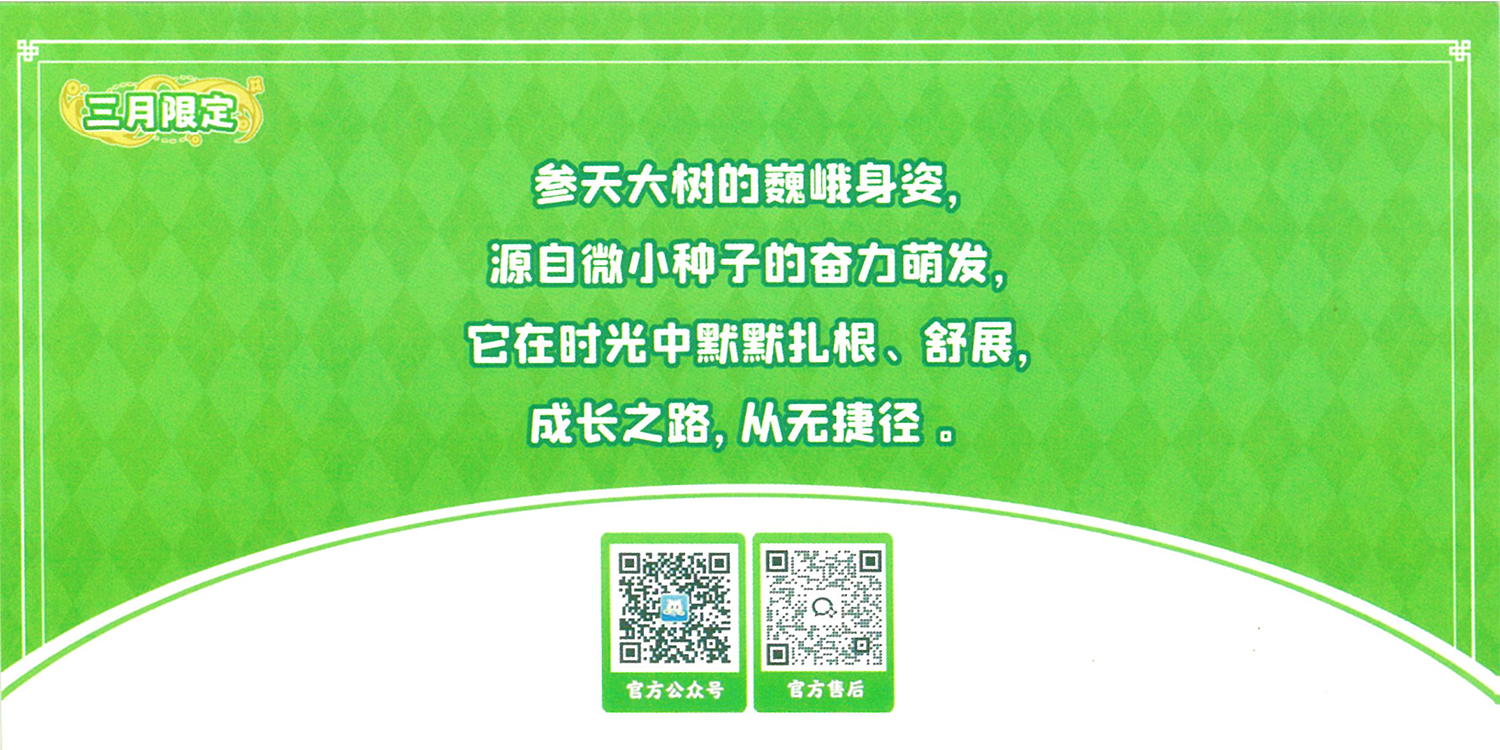 三月限定
参天大树的巍峨身姿,
源自微小种子的奋力萌发,
它在时光中默默扎根、舒展,
成长之路,从无捷径。
官方公众号
官方售后